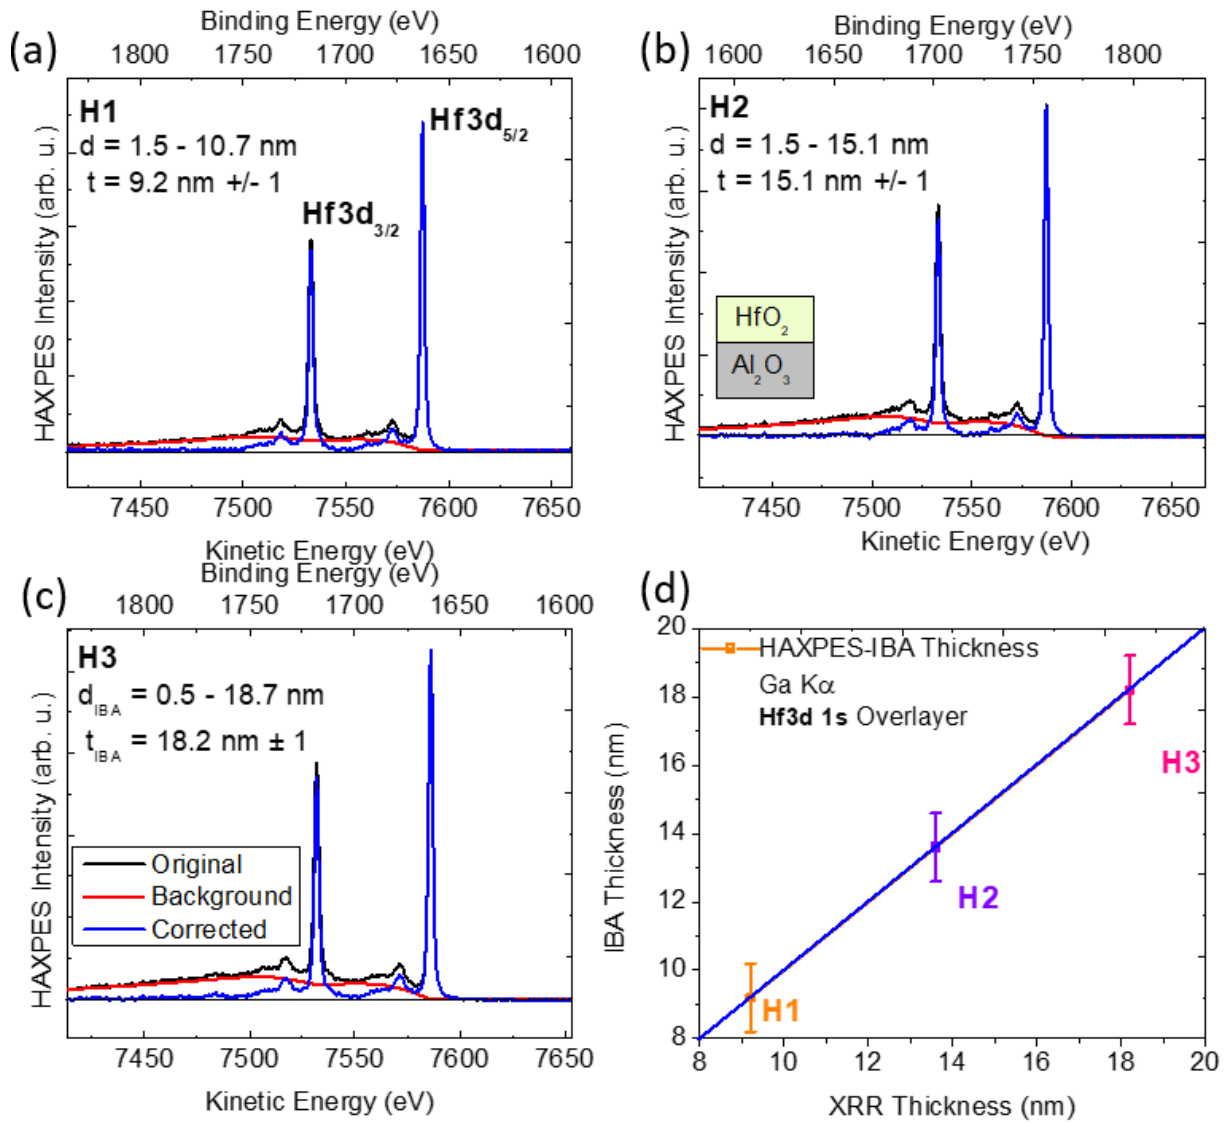 (a)
Binding Energy (eV)
1800 1750 1700 1650 1600
H1
d = 1.5 - 10.7 nm
t = 9.2 nm +/- 1
Hf3d5/2
Hf3d3/2
HAXPES Intensity (arb. u.)
7450 7500 7550 7600 7650
Kinetic Energy (eV)
(b)
Binding Energy (eV)
1600 1650 1700 1750 1800
H2
d = 1.5 - 15.1 nm
t = 15.1 nm +/- 1
HfO2
Al2O3
HAXPES Intensity (arb. u.)
7450 7500 7550 7600 7650
Kinetic Energy (eV)
(c)
Binding Energy (eV)
1800 1750 1700 1650 1600
H3
dIBA = 0.5 - 18.7 nm
tIBA = 18.2 nm ± 1
Original
Background
Corrected
HAXPES Intensity (arb. u.)
7450 7500 7550 7600 7650
Kinetic Energy (eV)
(d)
HAXPES-IBA Thickness
Ga Kα
Hf3d 1s Overlayer
H3
H2
H1
IBA Thickness (nm)
20
18
16
14
12
10
8
8 10 12 14 16 18 20
XRR Thickness (nm)